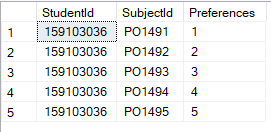 StudentId SubjectId Preferences
1 159103036 PO1491 1
2 159103036 PO1492 2
3 159103036 PO1493 3
4 159103036 PO1494 4
5 159103036 PO1495 5